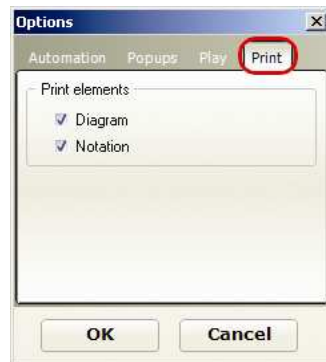 Options
Automation Popups Play Print
Print elements
Diagram
Notation
OK Cancel